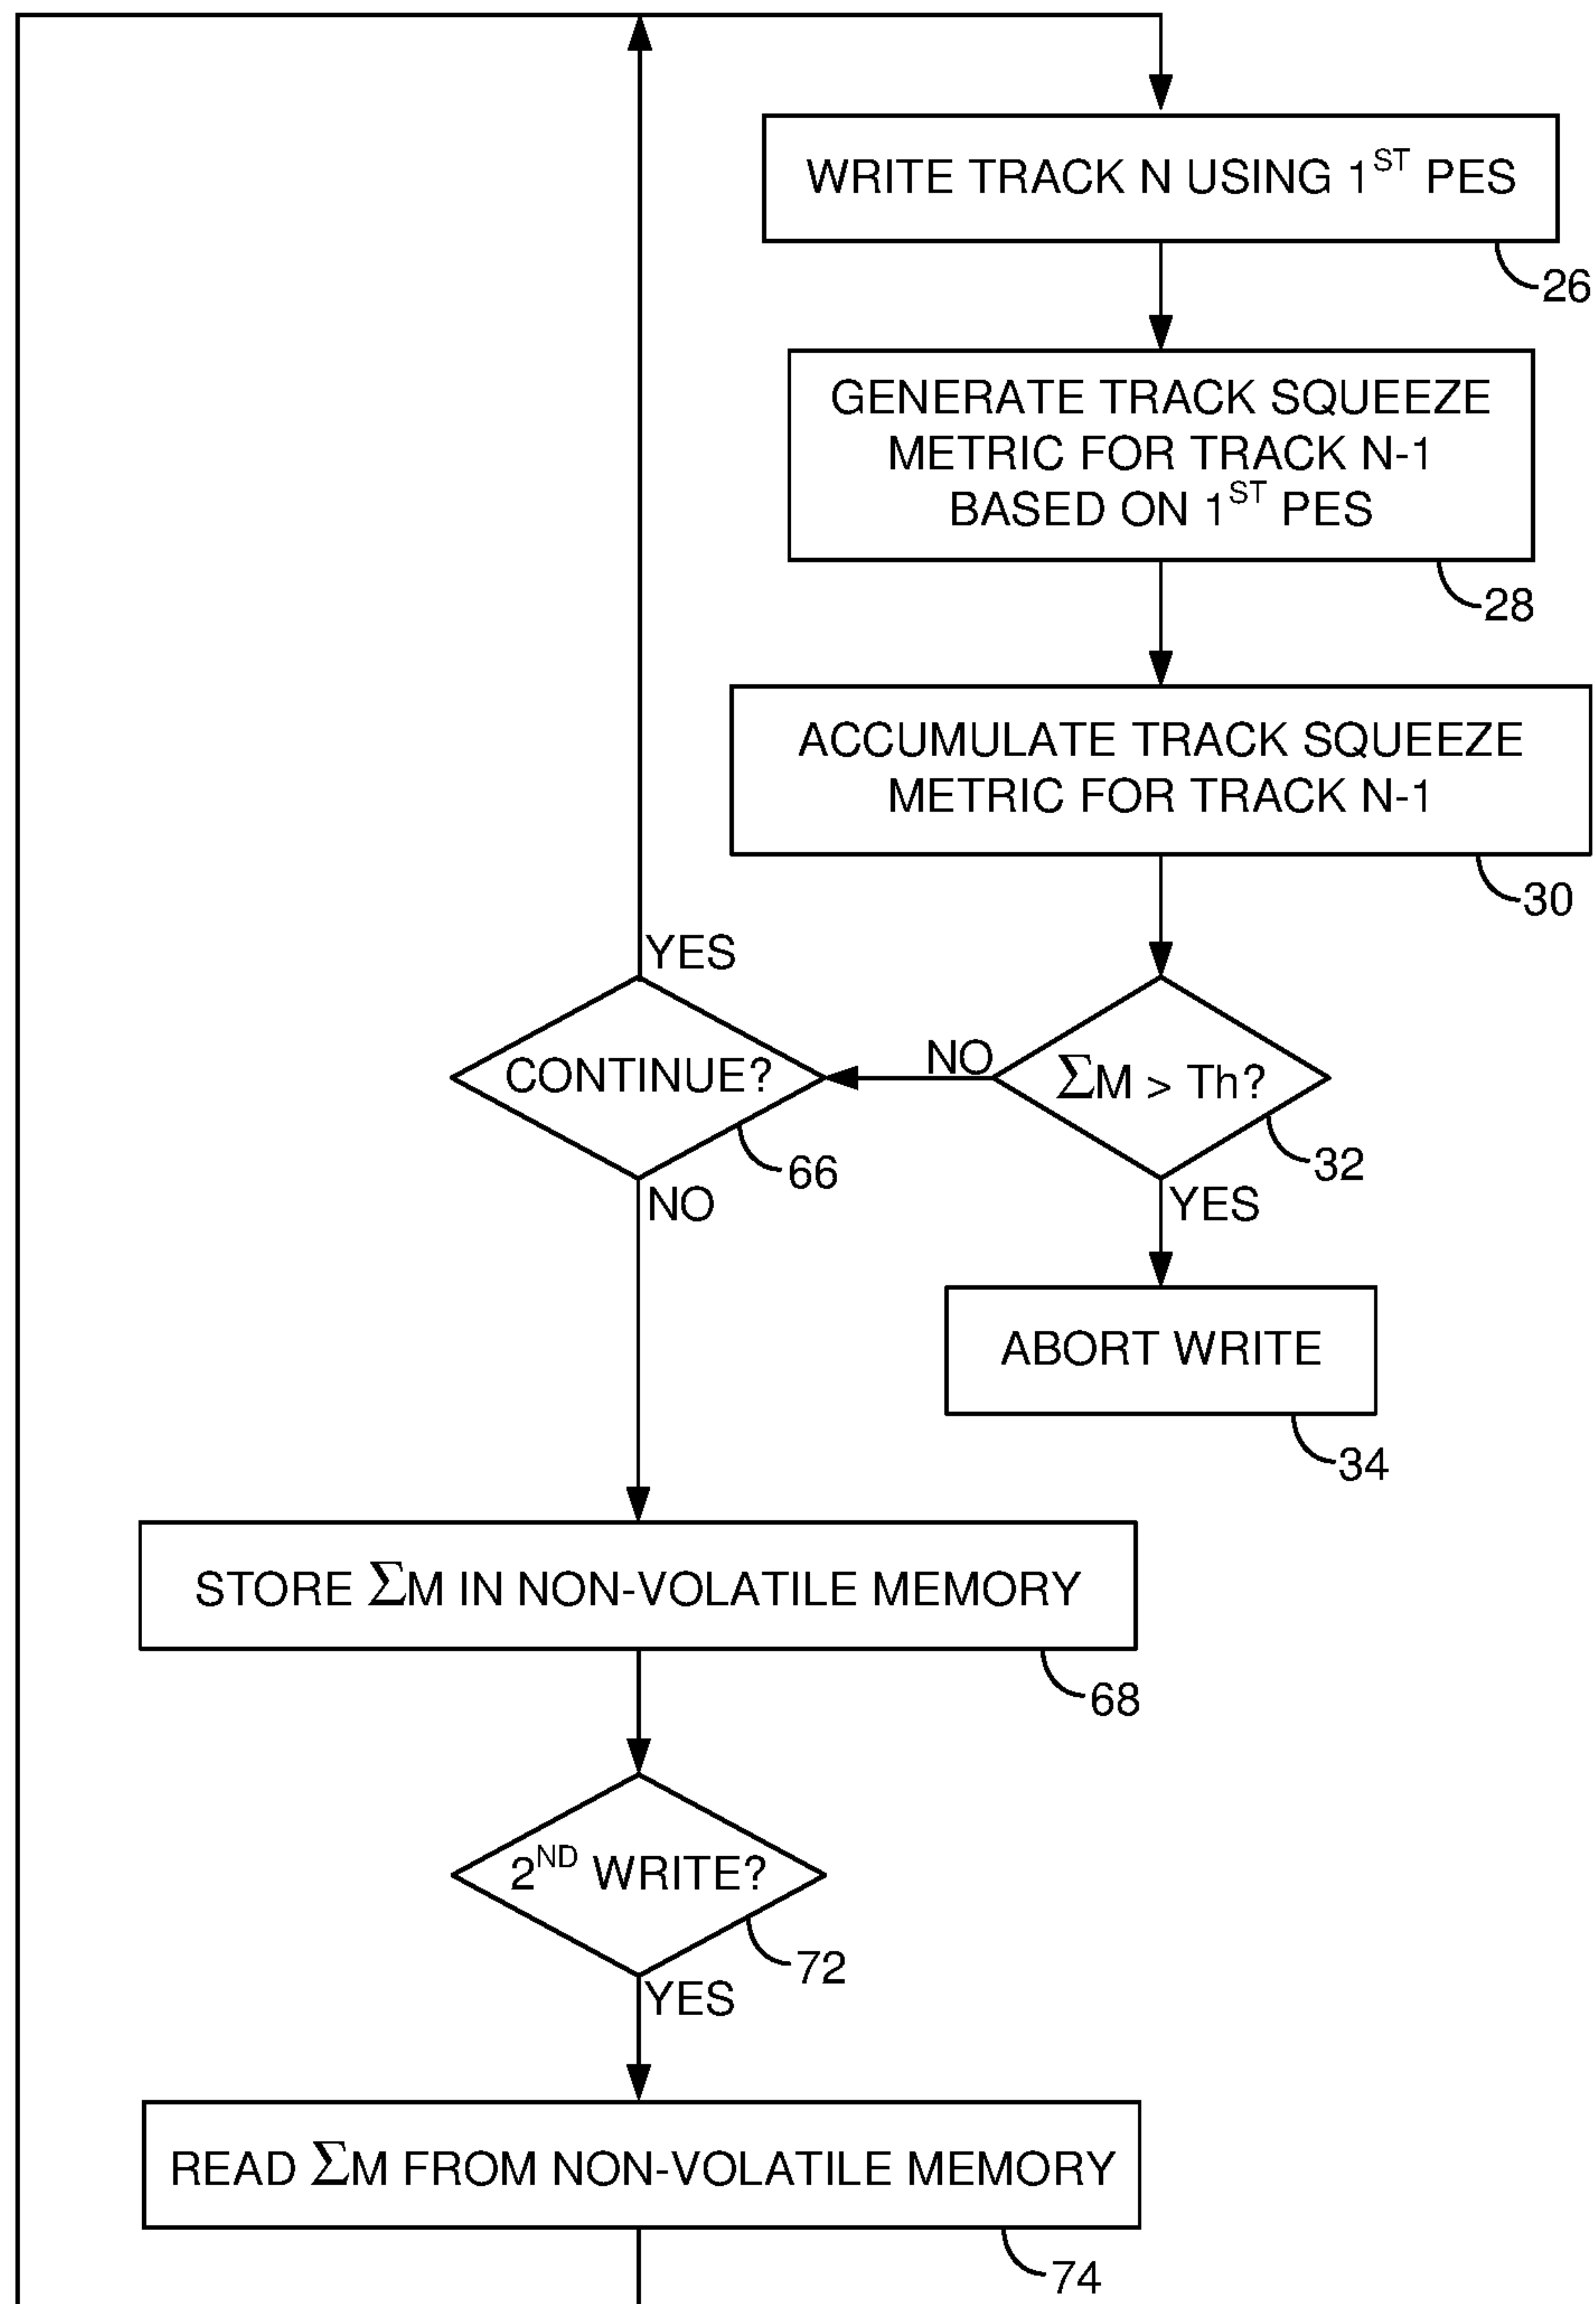 WRITE TRACK N USING 1ST PES
26
GENERATE TRACK SQUEEZE
METRIC FOR TRACK N-1
BASED ON 1ST PES
28
ACCUMULATE TRACK SQUEEZE
METRIC FOR TRACK N-1
30
YES
CONTINUE?
NO
ΣM > Th?
66
32
NO
YES
ABORT WRITE
34
STORE ΣM IN NON-VOLATILE MEMORY
68
2ND WRITE?
72
YES
READ ΣM FROM NON-VOLATILE MEMORY
74